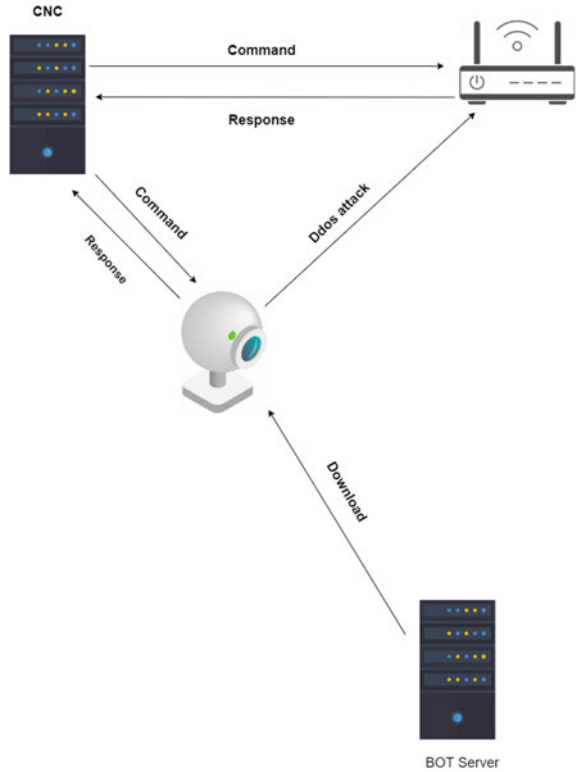 CNC
Command
Response
Command
Response
Ddos attack
Download
BOT Server